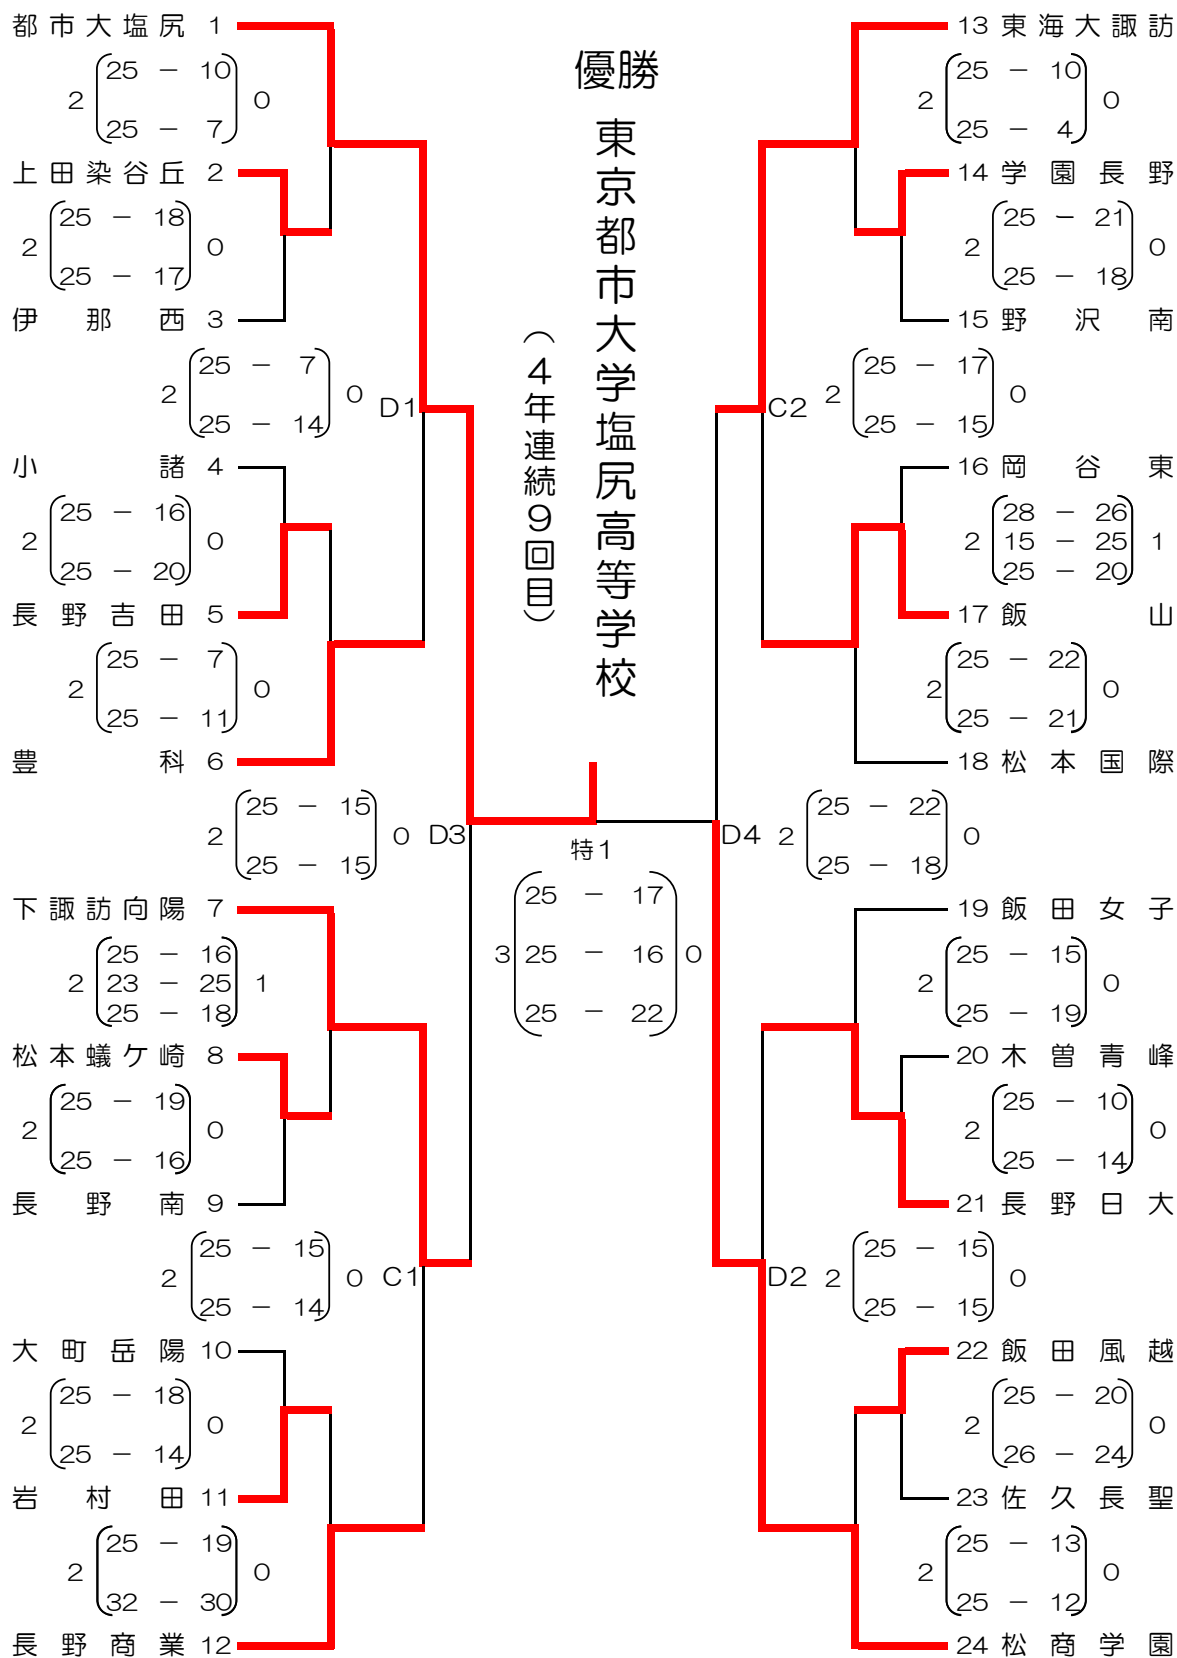 優勝
東京都市大学塩尻高等学校
（４年連続９回目）
都市大塩尻 1
25 － 10
2 0
25 － 7
上田染谷丘 2
25 － 18
2 0
25 － 17
伊那西 3
25 － 7
2 0 D1
25 － 14
小諸 4
25 － 16
2 0
25 － 20
長野吉田 5
25 － 7
2 0
25 － 11
豊科 6
25 － 15
2 0 D3
25 － 15
下諏訪向陽 7
25 － 16
2 23 － 25 1
25 － 18
松本蟻ケ崎 8
25 － 19
2 0
25 － 16
長野南 9
25 － 15
2 0 C1
25 － 14
大町岳陽 10
25 － 18
2 0
25 － 14
岩村田 11
25 － 19
2 0
32 － 30
長野商業 12
特1
25 － 17
3 25 － 16 0
25 － 22
13 東海大諏訪
25 － 10
2 0
25 － 4
14 学園長野
25 － 21
2 0
25 － 18
15 野沢南
25 － 17
C2 2 0
25 － 15
16 岡谷東
28 － 26
2 15 － 25 1
25 － 20
17 飯山
25 － 22
2 0
25 － 21
18 松本国際
25 － 22
D4 2 0
25 － 18
19 飯田女子
25 － 15
2 0
25 － 19
20 木曽青峰
25 － 10
2 0
25 － 14
21 長野日大
25 － 15
D2 2 0
25 － 15
22 飯田風越
25 － 20
2 0
26 － 24
23 佐久長聖
25 － 13
2 0
25 － 12
24 松商学園